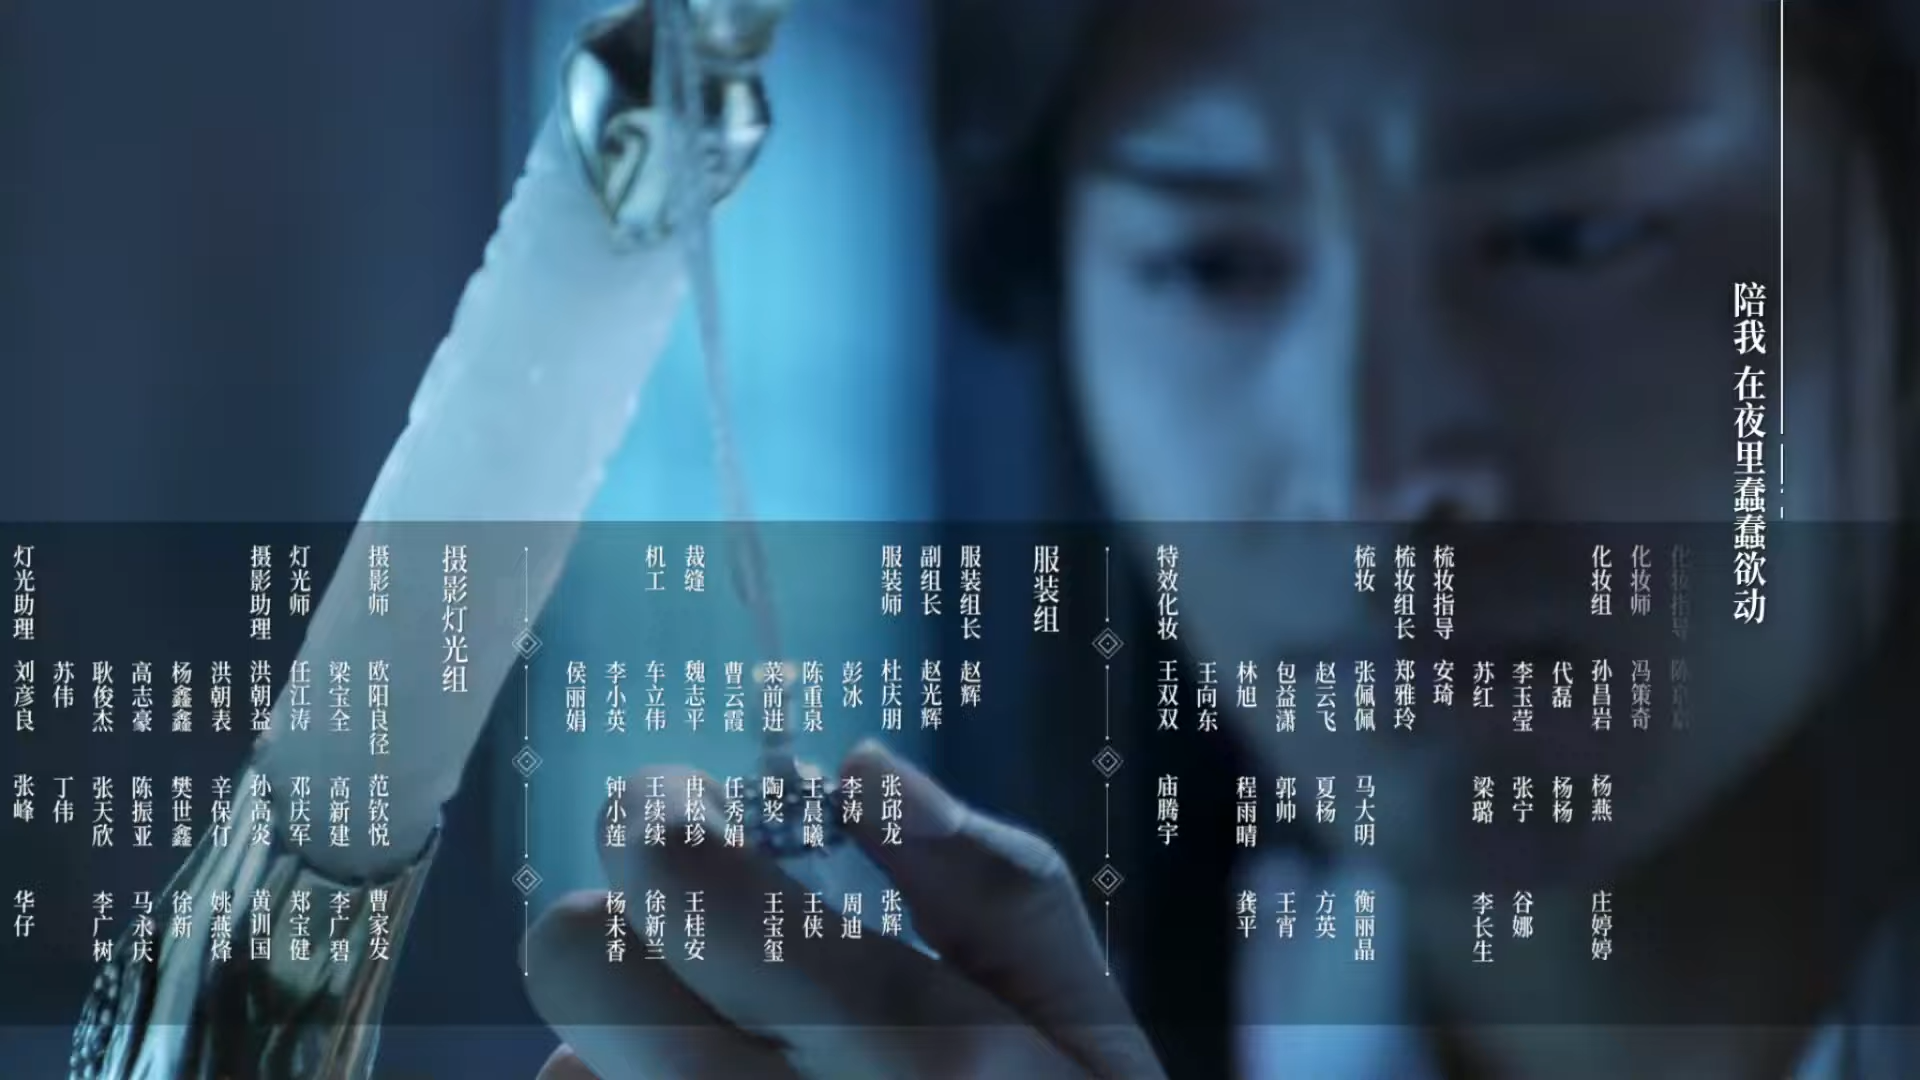 陪我 在夜里蠢蠢欲动
化妆指导
化妆师 冯策奇
化妆组 孙昌岩 杨燕 庄婷婷
代磊 杨杨
李玉莹 张宁 谷娜
苏红 梁璐 李长生
梳妆指导 安琦
梳妆组长 郑雅玲
梳妆 张佩佩 马大明 衡丽晶
赵云飞 夏杨 方英
包益潇 郭帅 王宵
林旭 程雨晴 龚平
王向东
特效化妆 王双双 庙腾宇
服装组
服装组长 赵辉
副组长 赵光辉
服装师 杜庆朋 张邱龙 张辉
彭冰 李涛 周迪
陈重泉 王晨曦 王侠
菜前进 陶奖 王宝玺
曹云霞 任秀娟
裁缝 魏志平 冉松珍 王桂安
机工 车立伟 王续续 徐新兰
李小英 钟小莲 杨未香
侯丽娟
摄影灯光组
摄影师 欧阳良径 范钦悦 曹家发
梁宝全 高新建 李广碧
灯光师 任江涛 邓庆军 郑宝健
摄影助理 洪朝益 孙高炎 黄训国
洪朝表 辛保仃 姚燕烽
杨鑫鑫 樊世鑫 徐新
高志豪 陈振亚 马永庆
耿俊杰 张天欣 李广树
苏伟 丁伟
灯光助理 刘彦良 张峰 华仔